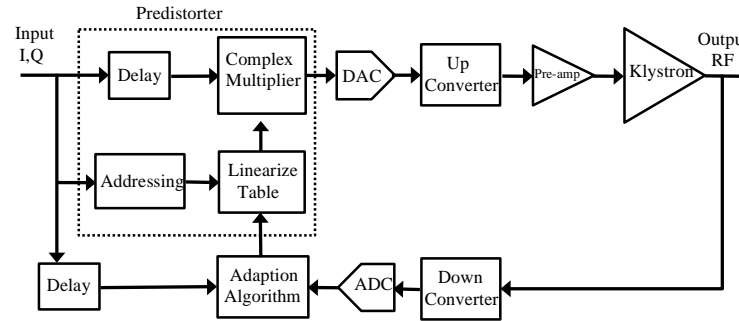 Predistorter
Input
I,Q
Delay
Complex
Multiplier
DAC
Up
Converter
Pre-amp
Klystron
Output
RF
Addressing
Linearize
Table
Delay
Adaption
Algorithm
ADC
Down
Converter